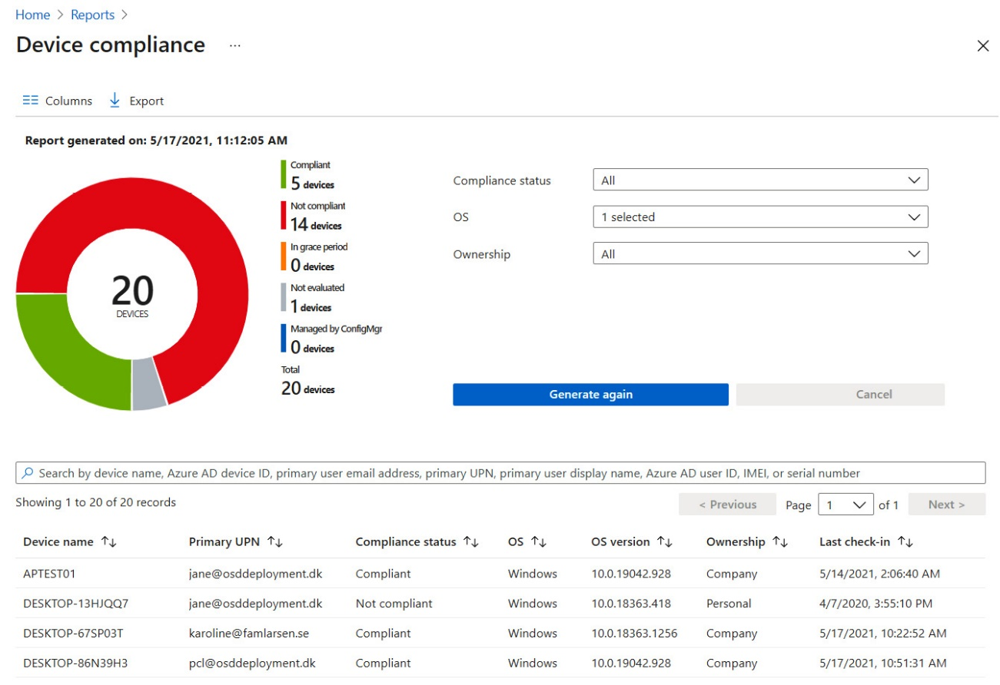 Home > Reports >
Device compliance ...
Columns Export
Report generated on: 5/17/2021, 11:12:05 AM
20
DEVICES
Compliant
5 devices
Not compliant
14 devices
In grace period
0 devices
Not evaluated
1 devices
Managed by ConfigMgr
0 devices
Total
20 devices
Compliance status All
OS 1 selected
Ownership All
Generate again Cancel
Search by device name, Azure AD device ID, primary user email address, primary UPN, primary user display name, Azure AD user ID, IMEI, or serial number
Showing 1 to 20 of 20 records
< Previous Page 1 of 1 Next >
Device name Primary UPN Compliance status OS OS version Ownership Last check-in
APTEST01 jane@osddeployment.dk Compliant Windows 10.0.19042.928 Company 5/14/2021, 2:06:40 AM
DESKTOP-13HJQQ7 jane@osddeployment.dk Not compliant Windows 10.0.18363.418 Personal 4/7/2020, 3:55:10 PM
DESKTOP-67SP03T karoline@famlarsen.se Compliant Windows 10.0.18363.1256 Company 5/17/2021, 10:22:52 AM
DESKTOP-86N39H3 pcl@osddeployment.dk Compliant Windows 10.0.19042.928 Company 5/17/2021, 10:51:31 AM